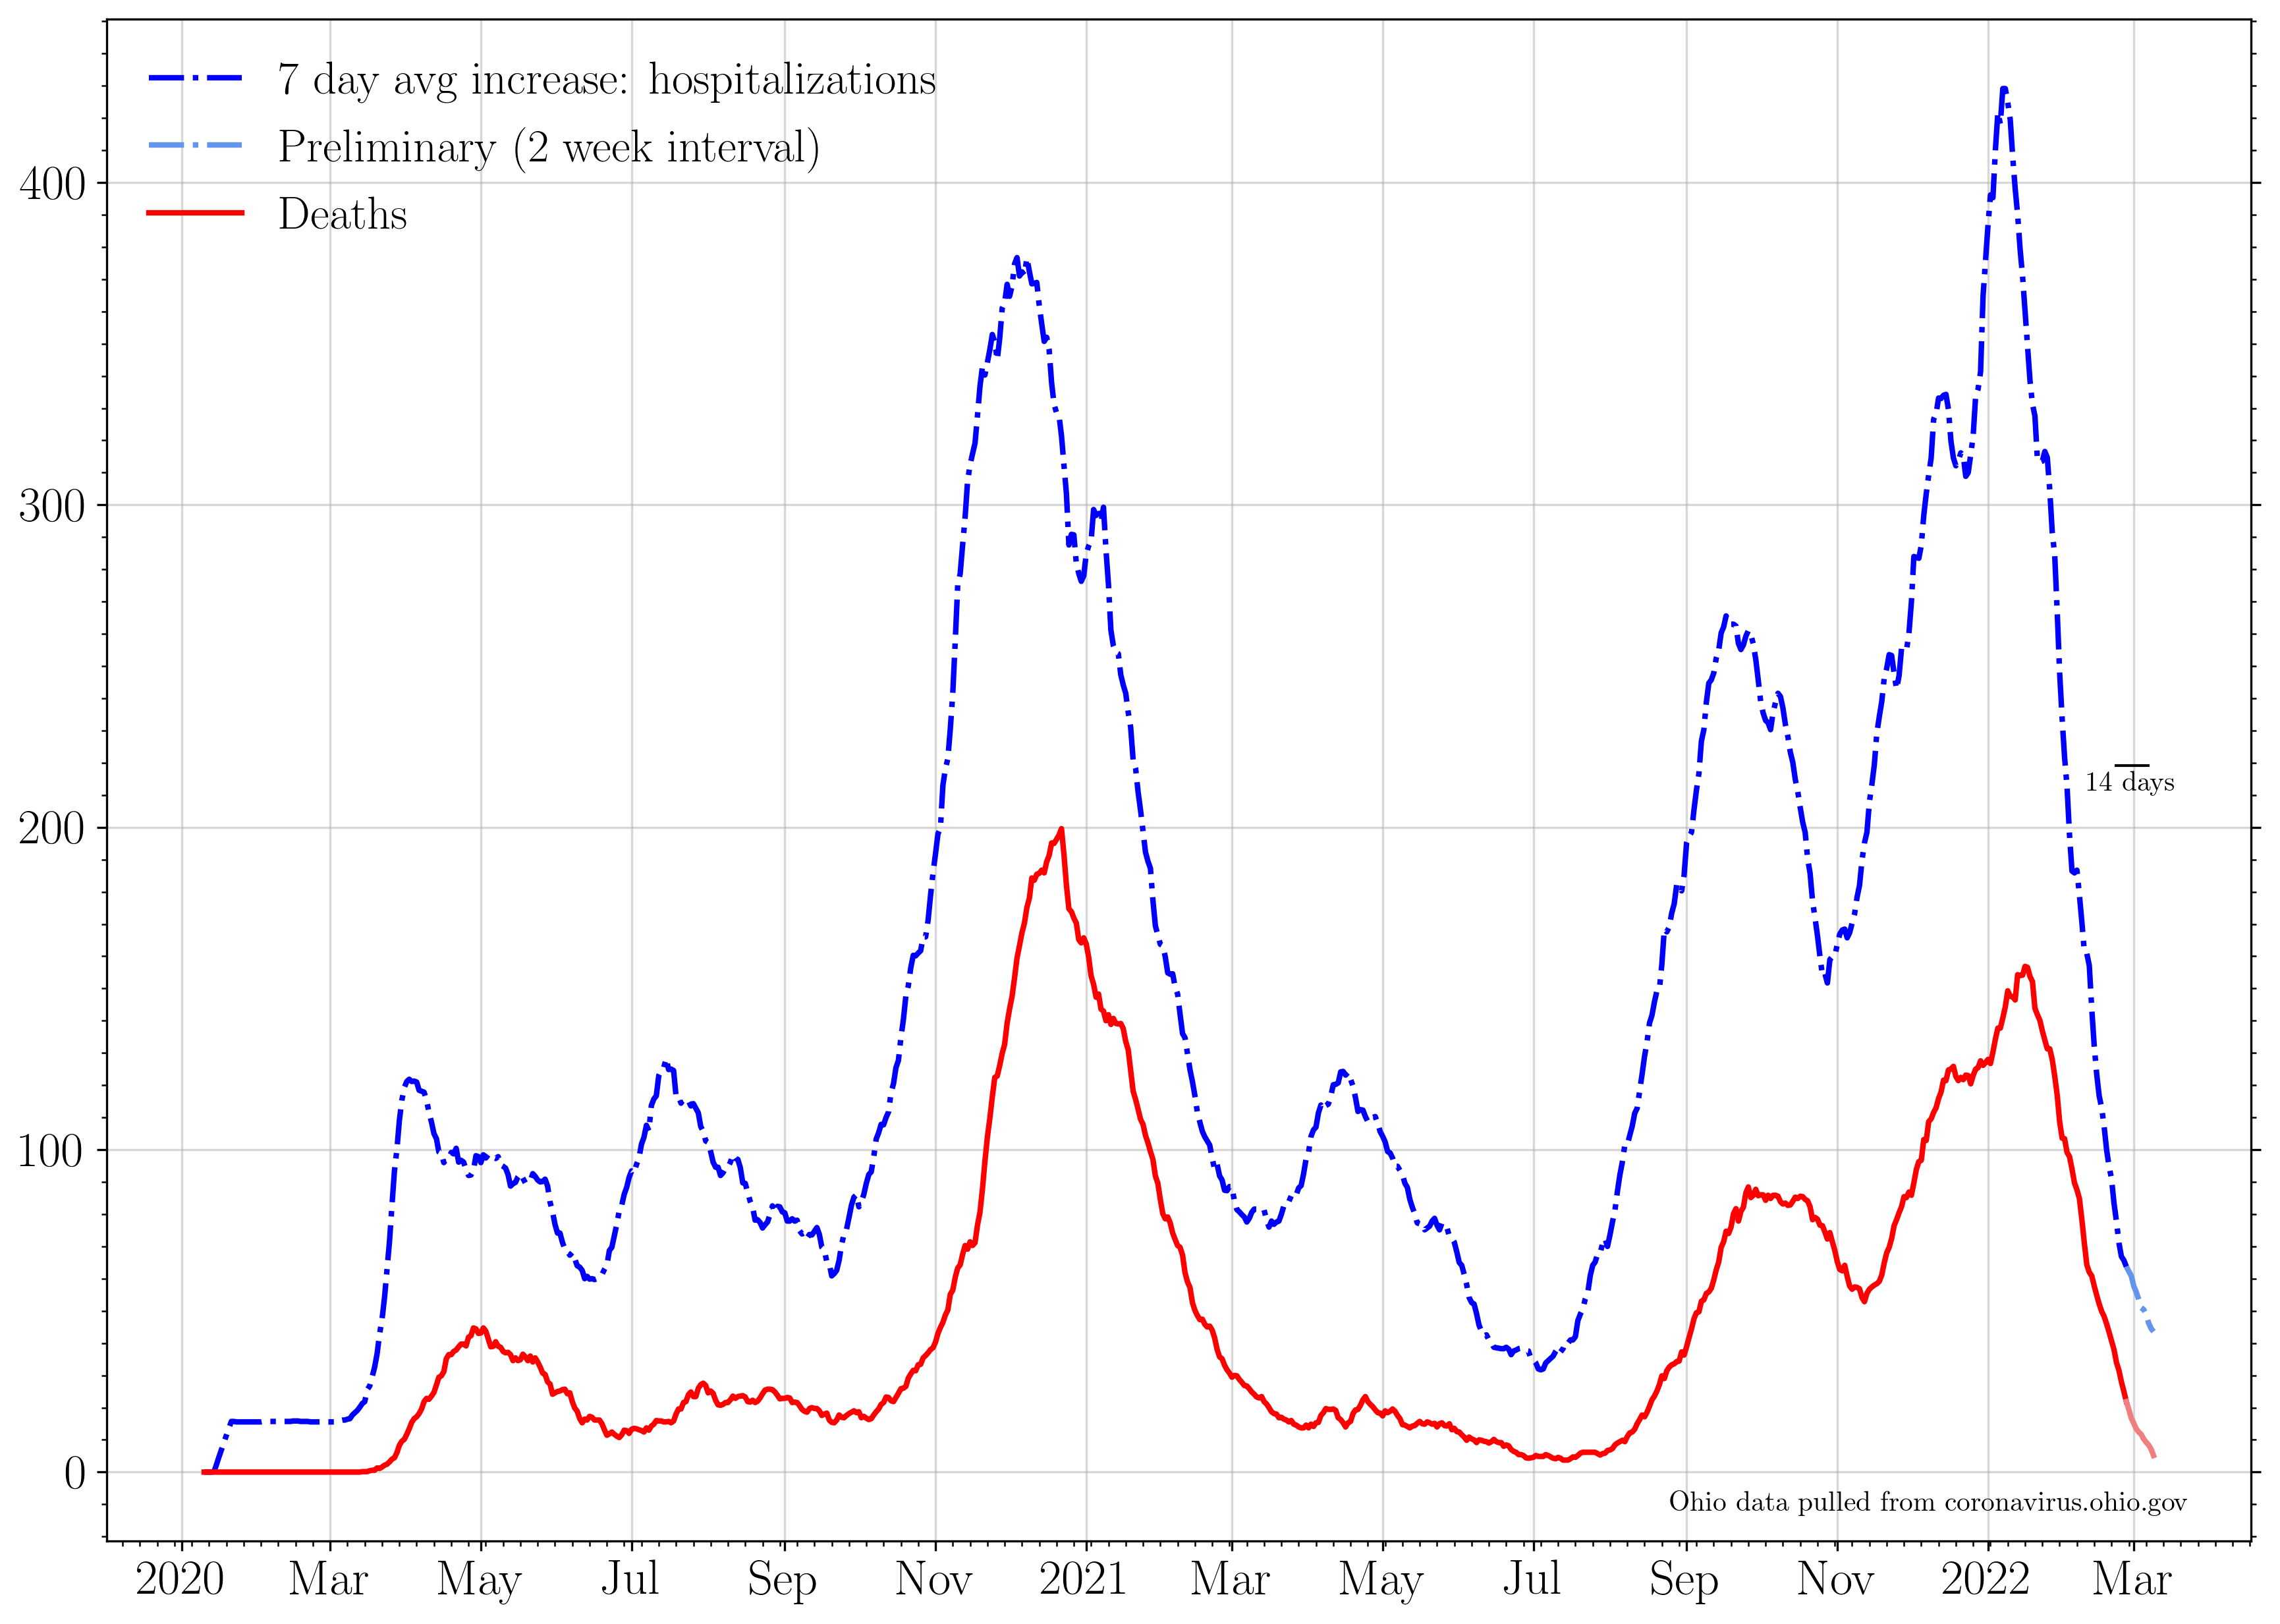 7 day avg increase: hospitalizations
Preliminary (2 week interval)
Deaths
400
300
200
100
0
14 days
Ohio data pulled from coronavirus.ohio.gov
2020 Mar May Jul Sep Nov 2021 Mar May Jul Sep Nov 2022 Mar